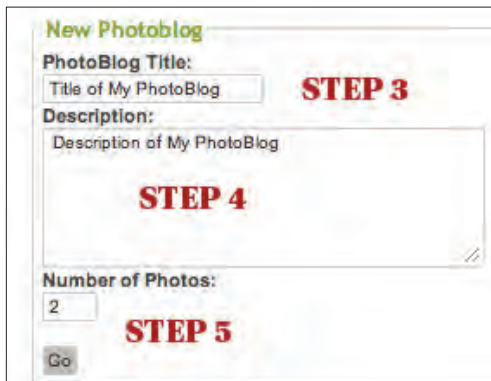 New Photoblog
PhotoBlog Title:
Title of My PhotoBlog STEP 3
Description:
Description of My PhotoBlog
STEP 4
Number of Photos:
2
STEP 5
Go